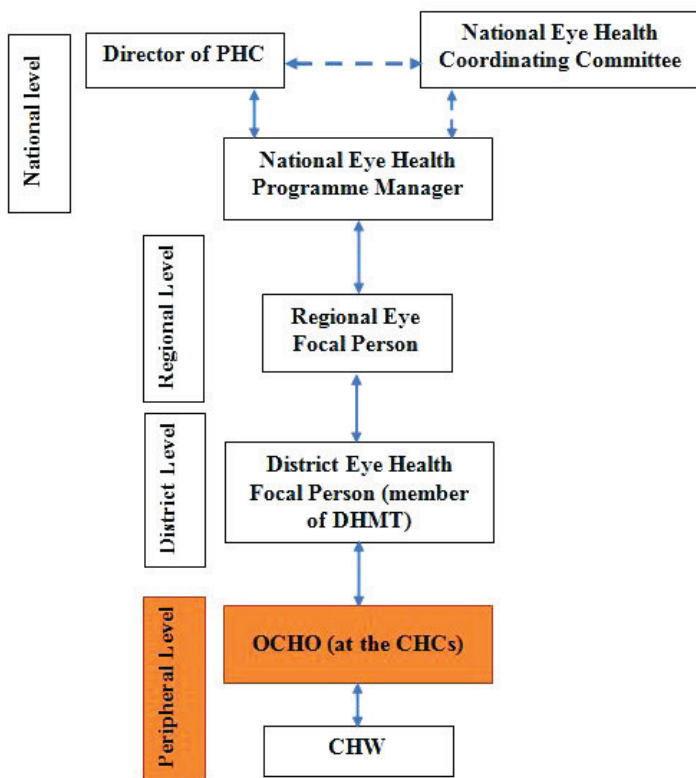 National level
Director of PHC
National Eye Health
Coordinating Committee
National Eye Health
Programme Manager
Regional Level
Regional Eye
Focal Person
District Level
District Eye Health
Focal Person (member
of DHMT)
Peripheral Level
OCHO (at the CHCs)
CHW